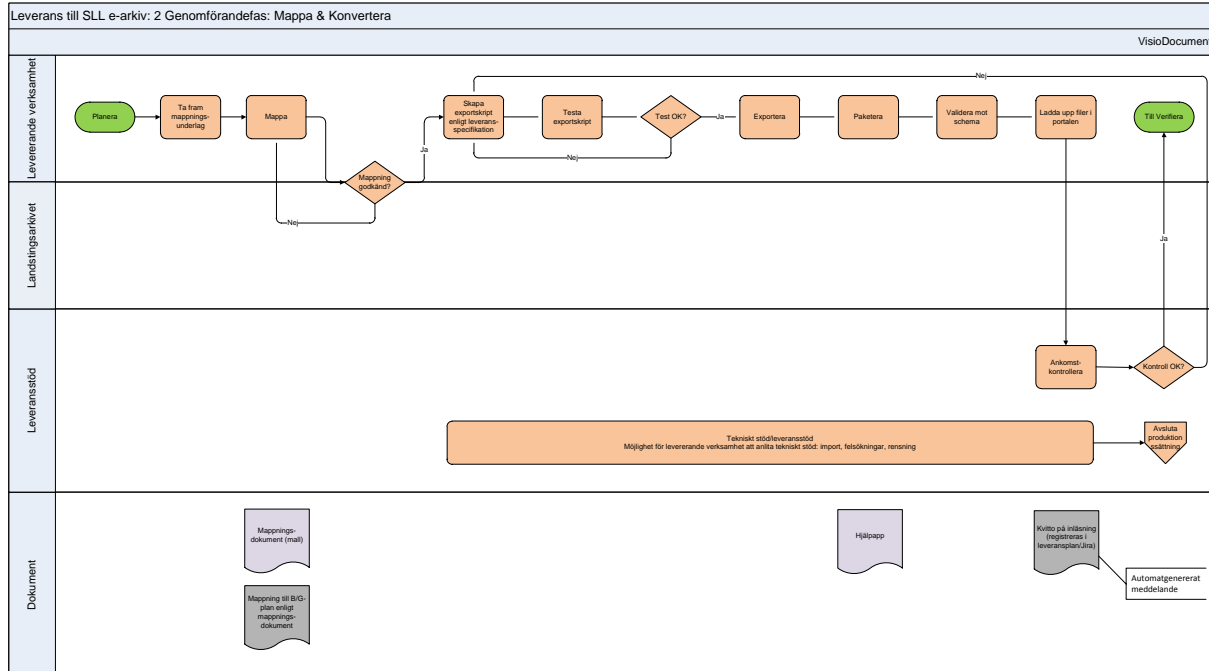 Leverans till SLL e-arkiv: 2 Genomförandefas: Mappa & Konvertera
VisioDocument
Levererande verksamhet
Planera
Ta fram
mappnings-
underlag
Mappa
Mappning
godkänd?
Nej
Ja
Skapa
exportskript
enligt leverans-
specifikation
Testa
exportskript
Test OK?
Nej
Ja
Exportera
Paketera
Validera mot
schema
Ladda upp filer i
portalen
Nej
Till Verifiera
Ja
Landstingsarkivet
Leveransstöd
Ankomst-
kontrollera
Kontroll OK?
Tekniskt stöd/leveransstöd
Möjlighet för levererande verksamhet att anlita tekniskt stöd: import, felsökningar, rensning
Avsluta
produktion
ssättning
Dokument
Mappnings-
dokument (mall)
Mappning till B/G-
plan enligt
mappnings-
dokument
Hjälpapp
Kvitto på inläsning
(registreras i
leveransplan/Jira)
Automatgenererat
meddelande